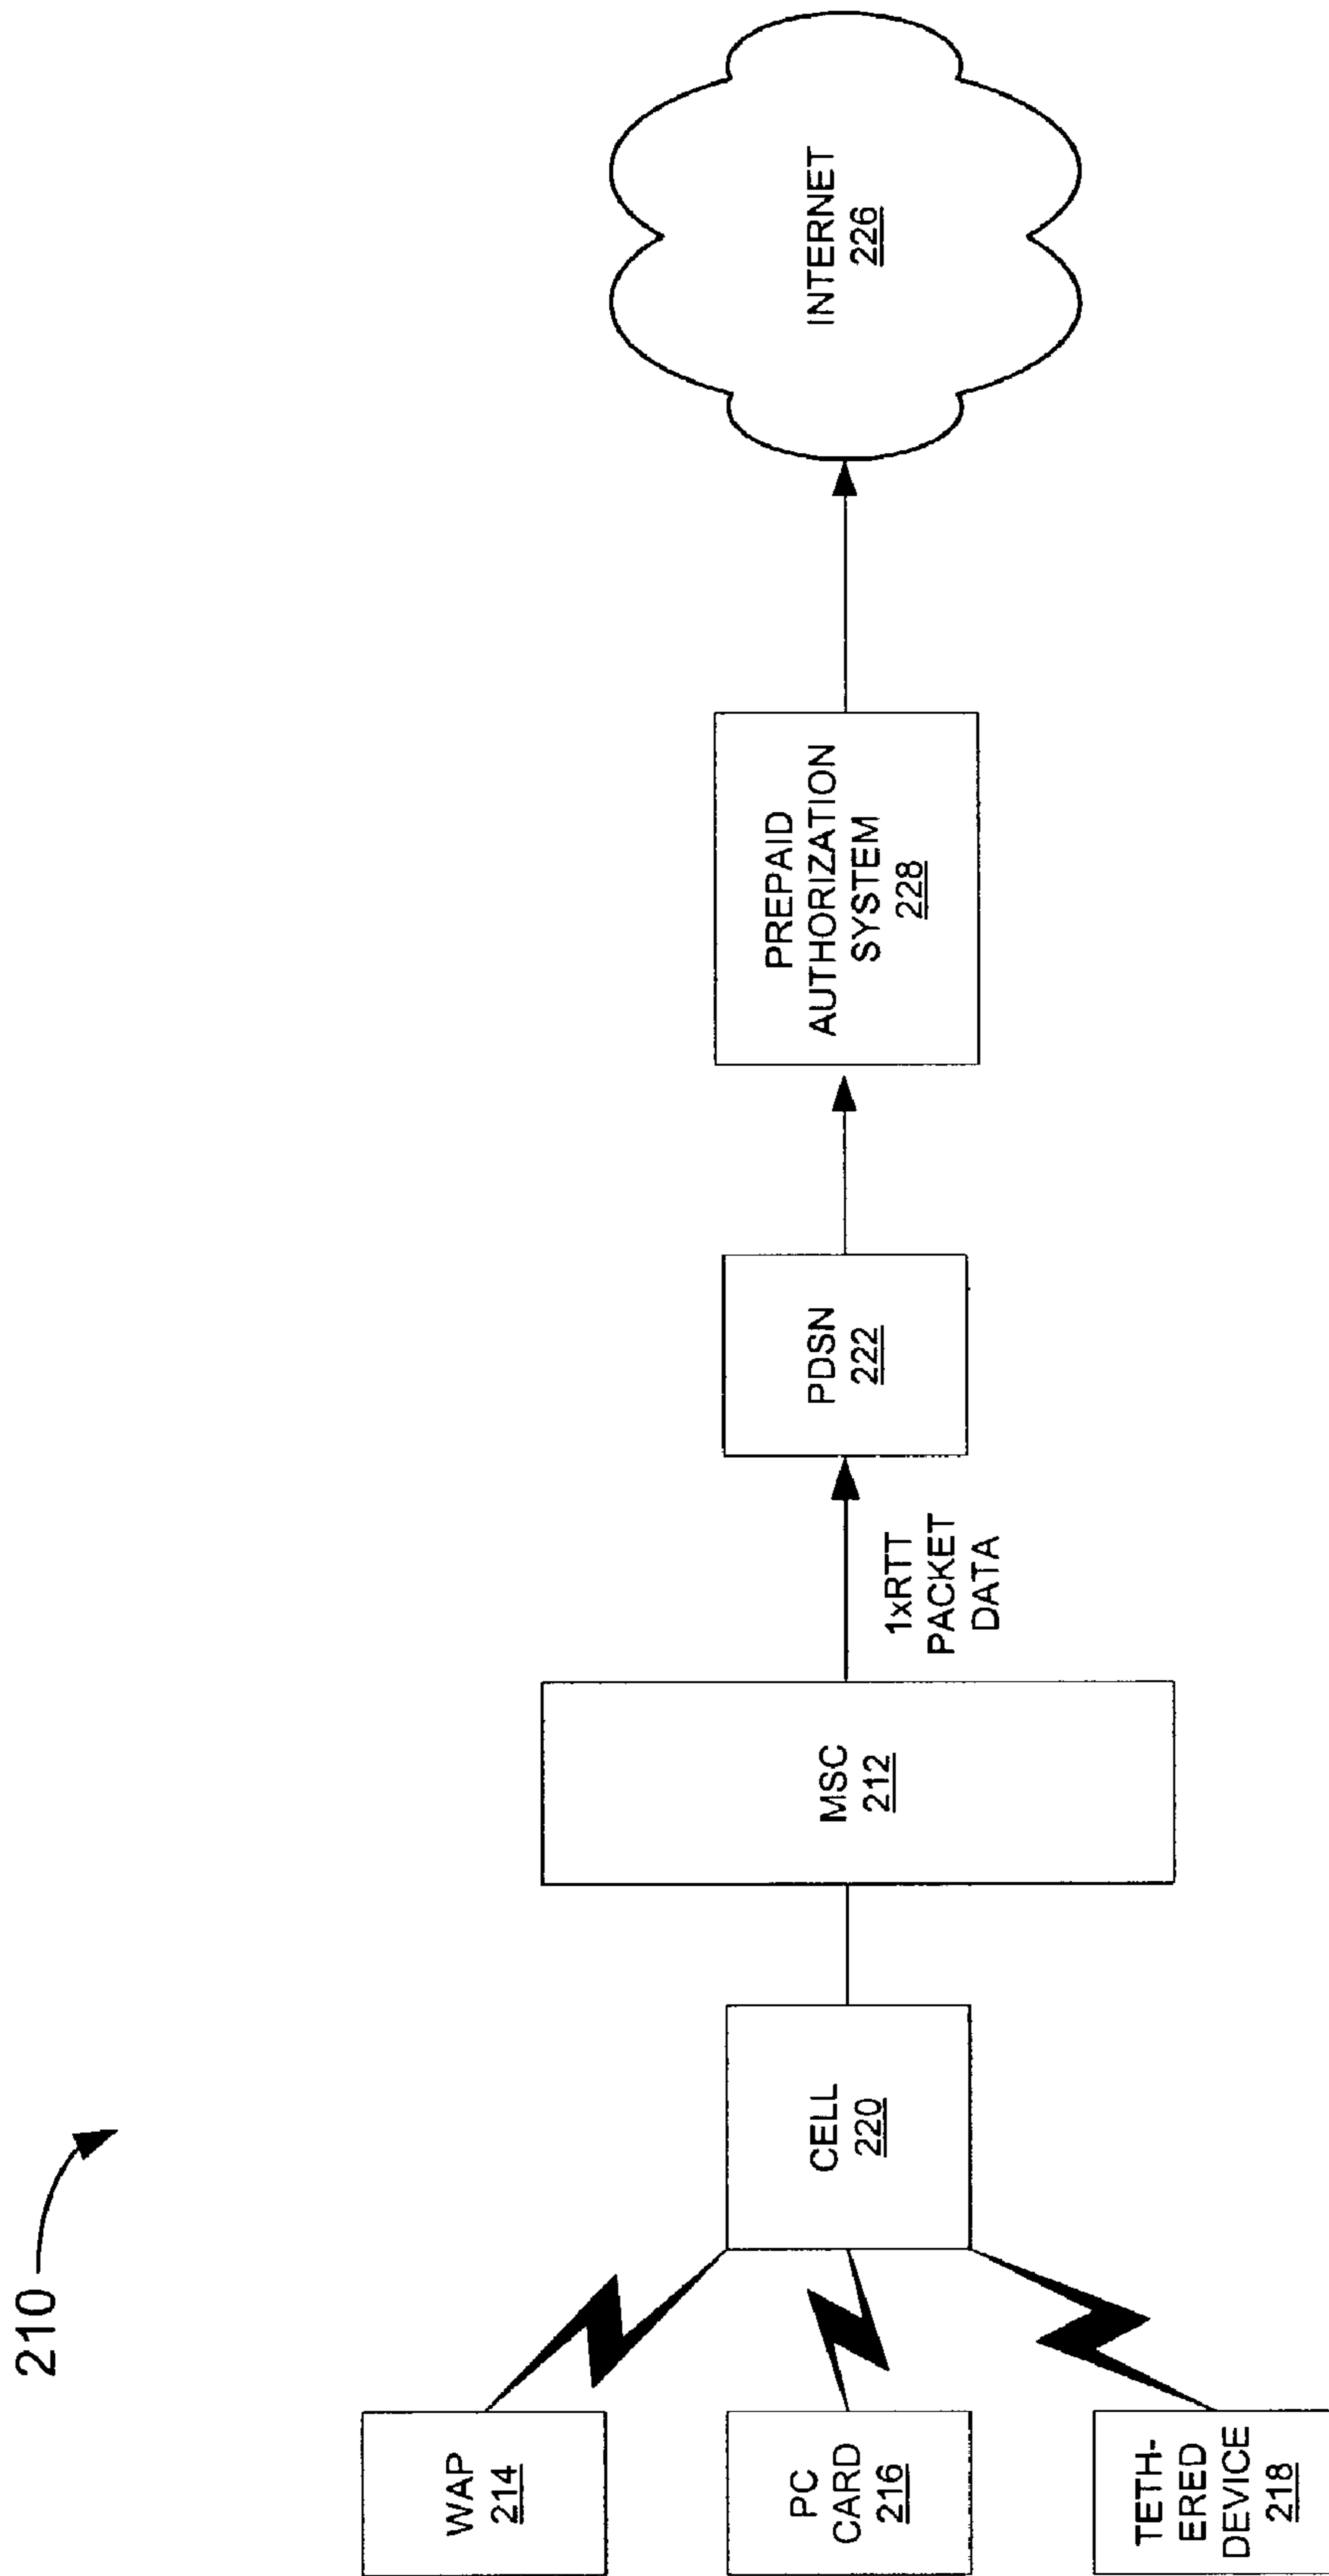 210
WAP
214
PC
CARD
216
TETH-
ERED
DEVICE
218
CELL
220
MSC
212
1xRTT
PACKET
DATA
PDSN
222
PREPAID
AUTHORIZATION
SYSTEM
228
INTERNET
226